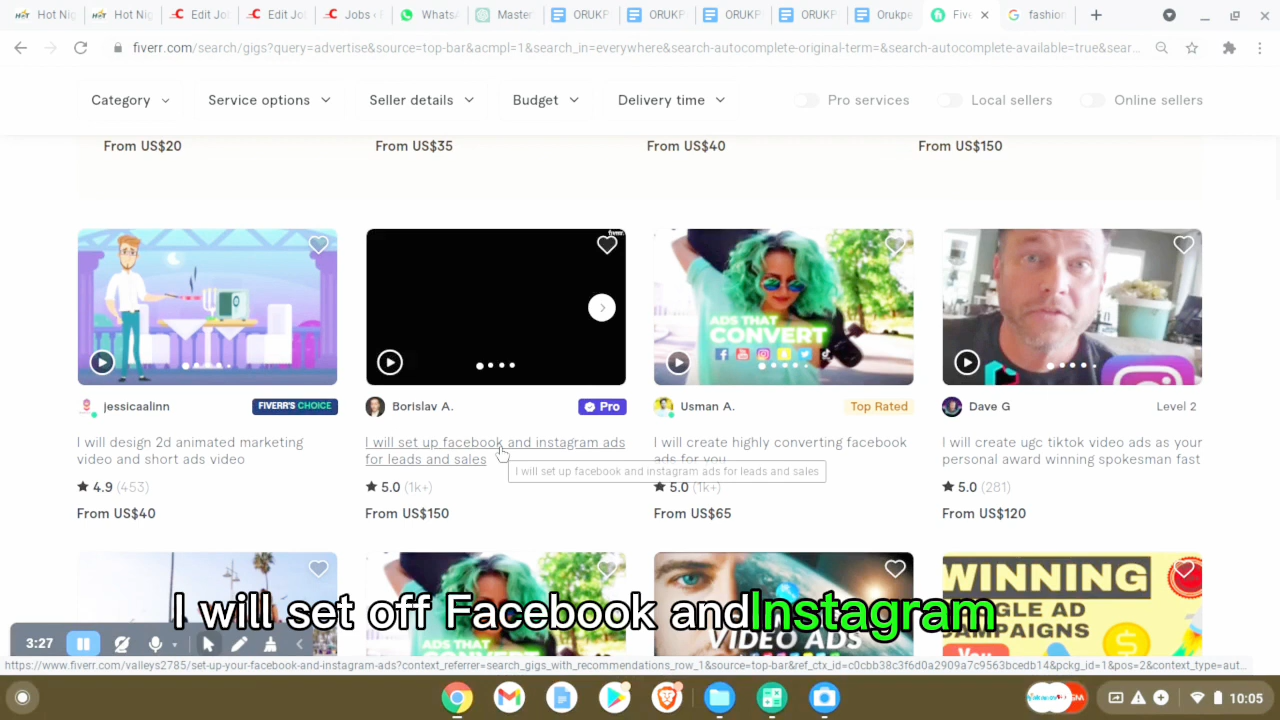 Hot Nig
Hot Nig
Edit Jo
Edit Jo
Jobs
WhatsA
Master
ORUKP
ORUKP
ORUKP
ORUKP
Orukpe
Five
fashion
fiverr.com/search/gigs?query=advertise&source=top-bar&acmpl=1&search_in=everywhere&search-autocomplete-original-term=&search-autocomplete-available=true&sear...
Category
Service options
Seller details
Budget
Delivery time
Pro services
Local sellers
Online sellers
From US$20
From US$35
From US$40
From US$150
fiverr.
ADS THAT
CONVERT
jessicaalinn
FIVERR'S CHOICE
Borislav A.
Pro
Usman A.
Top Rated
Dave G
Level 2
I will design 2d animated marketing
video and short ads video
I will set up facebook and instagram ads
for leads and sales
I will create highly converting facebook
ads for you
I will create ugc tiktok video ads as your
personal award winning spokesman fast
I will set up facebook and instagram ads for leads and sales
4.9 (453)
5.0 (1k+)
5.0 (1k+)
5.0 (281)
From US$40
From US$150
From US$65
From US$120
WINNING
GLE AD
CAMPAIGNS
You
VIDEO ADS
I will set off Facebook and Instagram
3:27
https://www.fiverr.com/valleys2785/set-up-your-facebook-and-instagram-ads?context_referrer=search_gigs_with_recommendations_row_1&source=top-bar&ref_ctx_id=c0cbb38c3f6d0a2909a7c9563bcedb14&pckg_id=1&pos=2&context_type=aut...
10:05